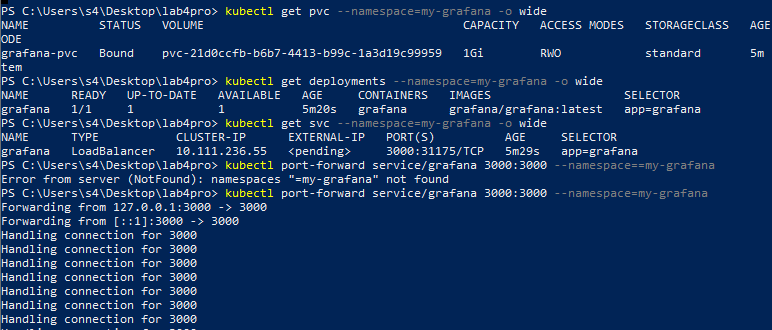 PS C:\Users\s4\Desktop\lab4pro> kubectl get pvc --namespace=my-grafana -o wide
NAME STATUS VOLUME CAPACITY ACCESS MODES STORAGECLASS AGE
ODE
grafana-pvc Bound pvc-21d0ccfb-b6b7-4413-b99c-1a3d19c99959 1Gi RWO standard 5m
tem
PS C:\Users\s4\Desktop\lab4pro> kubectl get deployments --namespace=my-grafana -o wide
NAME READY UP-TO-DATE AVAILABLE AGE CONTAINERS IMAGES SELECTOR
grafana 1/1 1 1 5m20s grafana grafana/grafana:latest app=grafana
PS C:\Users\s4\Desktop\lab4pro> kubectl get svc --namespace=my-grafana -o wide
NAME TYPE CLUSTER-IP EXTERNAL-IP PORT(S) AGE SELECTOR
grafana LoadBalancer 10.111.236.55 <pending> 3000:31175/TCP 5m29s app=grafana
PS C:\Users\s4\Desktop\lab4pro> kubectl port-forward service/grafana 3000:3000 --namespace==my-grafana
Error from server (NotFound): namespaces "=my-grafana" not found
PS C:\Users\s4\Desktop\lab4pro> kubectl port-forward service/grafana 3000:3000 --namespace=my-grafana
Forwarding from 127.0.0.1:3000 -> 3000
Forwarding from [::1]:3000 -> 3000
Handling connection for 3000
Handling connection for 3000
Handling connection for 3000
Handling connection for 3000
Handling connection for 3000
Handling connection for 3000
Handling connection for 3000